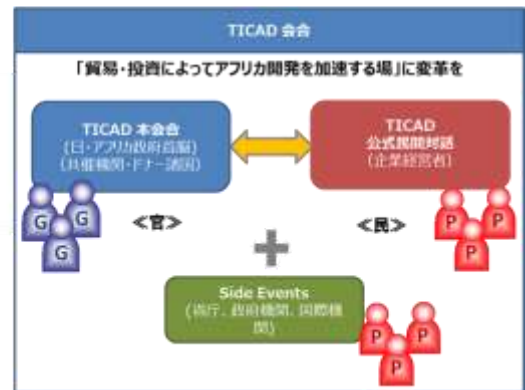 TICAD 会合
「貿易・投資によってアフリカ開発を加速する場」に変革を
TICAD 本会合
(日・アフリカ政府首脳)
(共催機関・ドナー諸国)
TICAD
公式民間対話
(企業経営者)
G
G
G
≪官≫
≪民≫
P
P
P
Side Events
(省庁、政府機関、国際機
関)
P
P
P